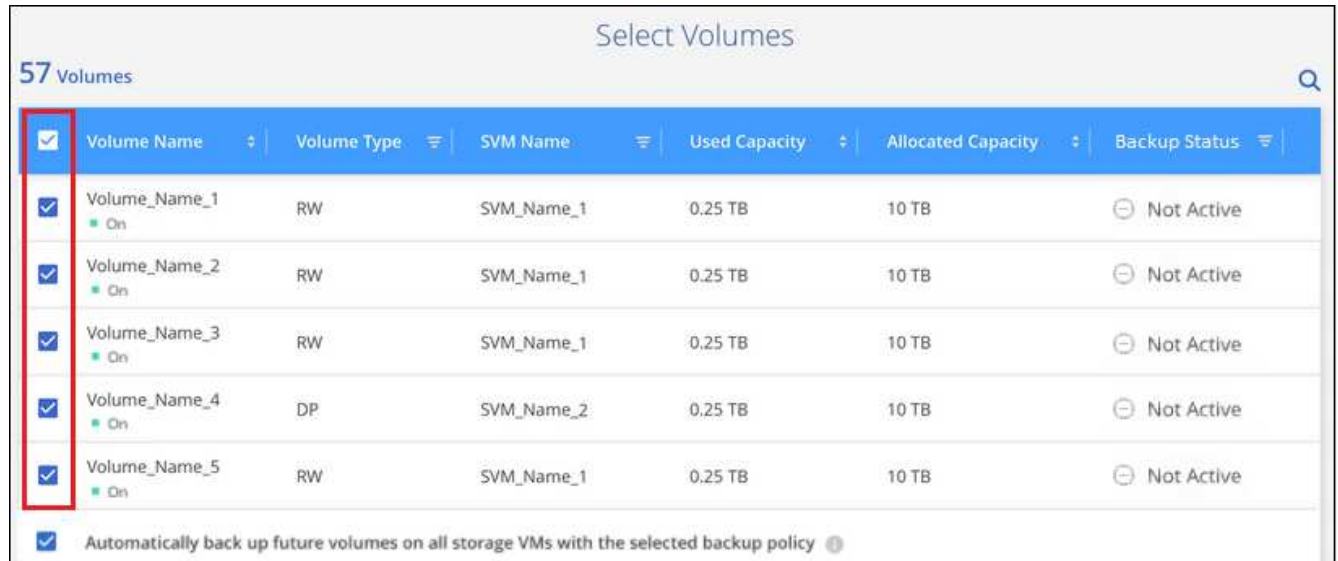 Select Volumes
57 Volumes
Volume Name Volume Type SVM Name Used Capacity Allocated Capacity Backup Status
Volume_Name_1 RW SVM_Name_1 0.25 TB 10 TB Not Active
On
Volume_Name_2 RW SVM_Name_1 0.25 TB 10 TB Not Active
On
Volume_Name_3 RW SVM_Name_1 0.25 TB 10 TB Not Active
On
Volume_Name_4 DP SVM_Name_2 0.25 TB 10 TB Not Active
On
Volume_Name_5 RW SVM_Name_1 0.25 TB 10 TB Not Active
On
Automatically back up future volumes on all storage VMs with the selected backup policy